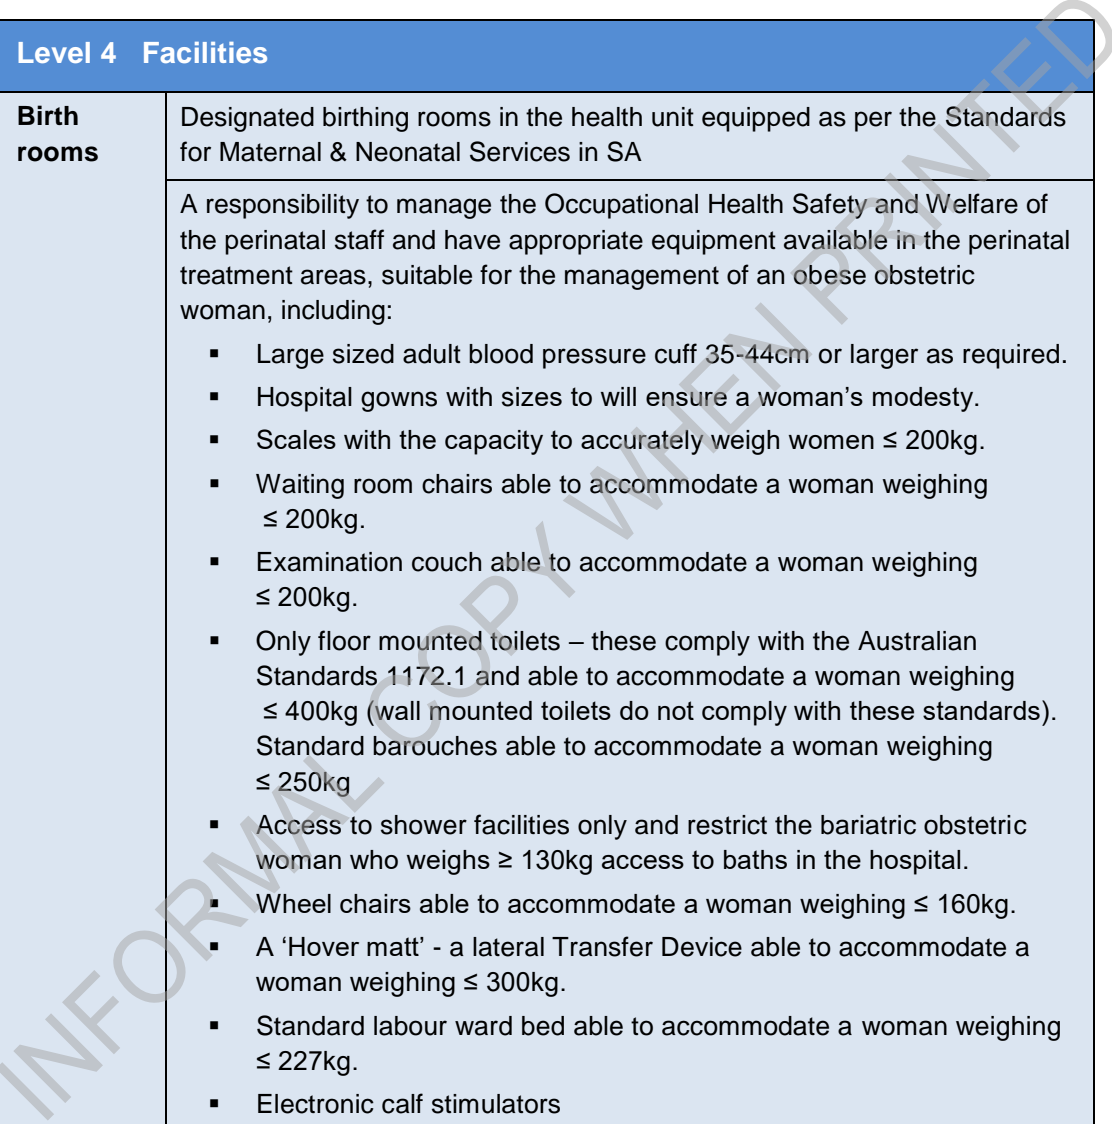 Level 4 Facilities
Birth
rooms
Designated birthing rooms in the health unit equipped as per the Standards
for Maternal & Neonatal Services in SA
A responsibility to manage the Occupational Health Safety and Welfare of
the perinatal staff and have appropriate equipment available in the perinatal
treatment areas, suitable for the management of an obese obstetric
woman, including:
▪ Large sized adult blood pressure cuff 35-44cm or larger as required.
▪ Hospital gowns with sizes to will ensure a woman’s modesty.
▪ Scales with the capacity to accurately weigh women ≤ 200kg.
▪ Waiting room chairs able to accommodate a woman weighing
≤ 200kg.
▪ Examination couch able to accommodate a woman weighing
≤ 200kg.
▪ Only floor mounted toilets – these comply with the Australian
Standards 1172.1 and able to accommodate a woman weighing
≤ 400kg (wall mounted toilets do not comply with these standards).
Standard barouches able to accommodate a woman weighing
≤ 250kg
▪ Access to shower facilities only and restrict the bariatric obstetric
woman who weighs ≥ 130kg access to baths in the hospital.
▪ Wheel chairs able to accommodate a woman weighing ≤ 160kg.
▪ A ‘Hover matt’ - a lateral Transfer Device able to accommodate a
woman weighing ≤ 300kg.
▪ Standard labour ward bed able to accommodate a woman weighing
≤ 227kg.
▪ Electronic calf stimulators
INFORMAL COPY WHEN PRINTED